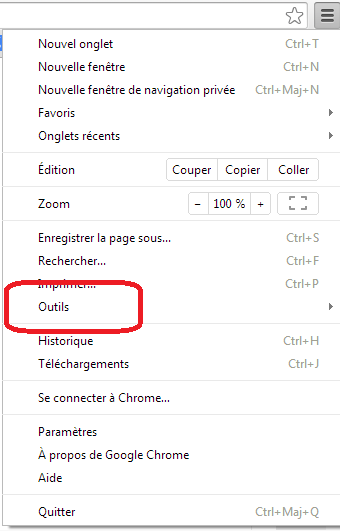 Nouvel onglet Ctrl+T
Nouvelle fenêtre Ctrl+N
Nouvelle fenêtre de navigation privée Ctrl+Maj+N
Favoris
Onglets récents
Édition Couper Copier Coller
Zoom − 100 % +
Enregistrer la page sous... Ctrl+S
Rechercher... Ctrl+F
Imprimer... Ctrl+P
Outils
Historique Ctrl+H
Téléchargements Ctrl+J
Se connecter à Chrome...
Paramètres
À propos de Google Chrome
Aide
Quitter Ctrl+Maj+Q